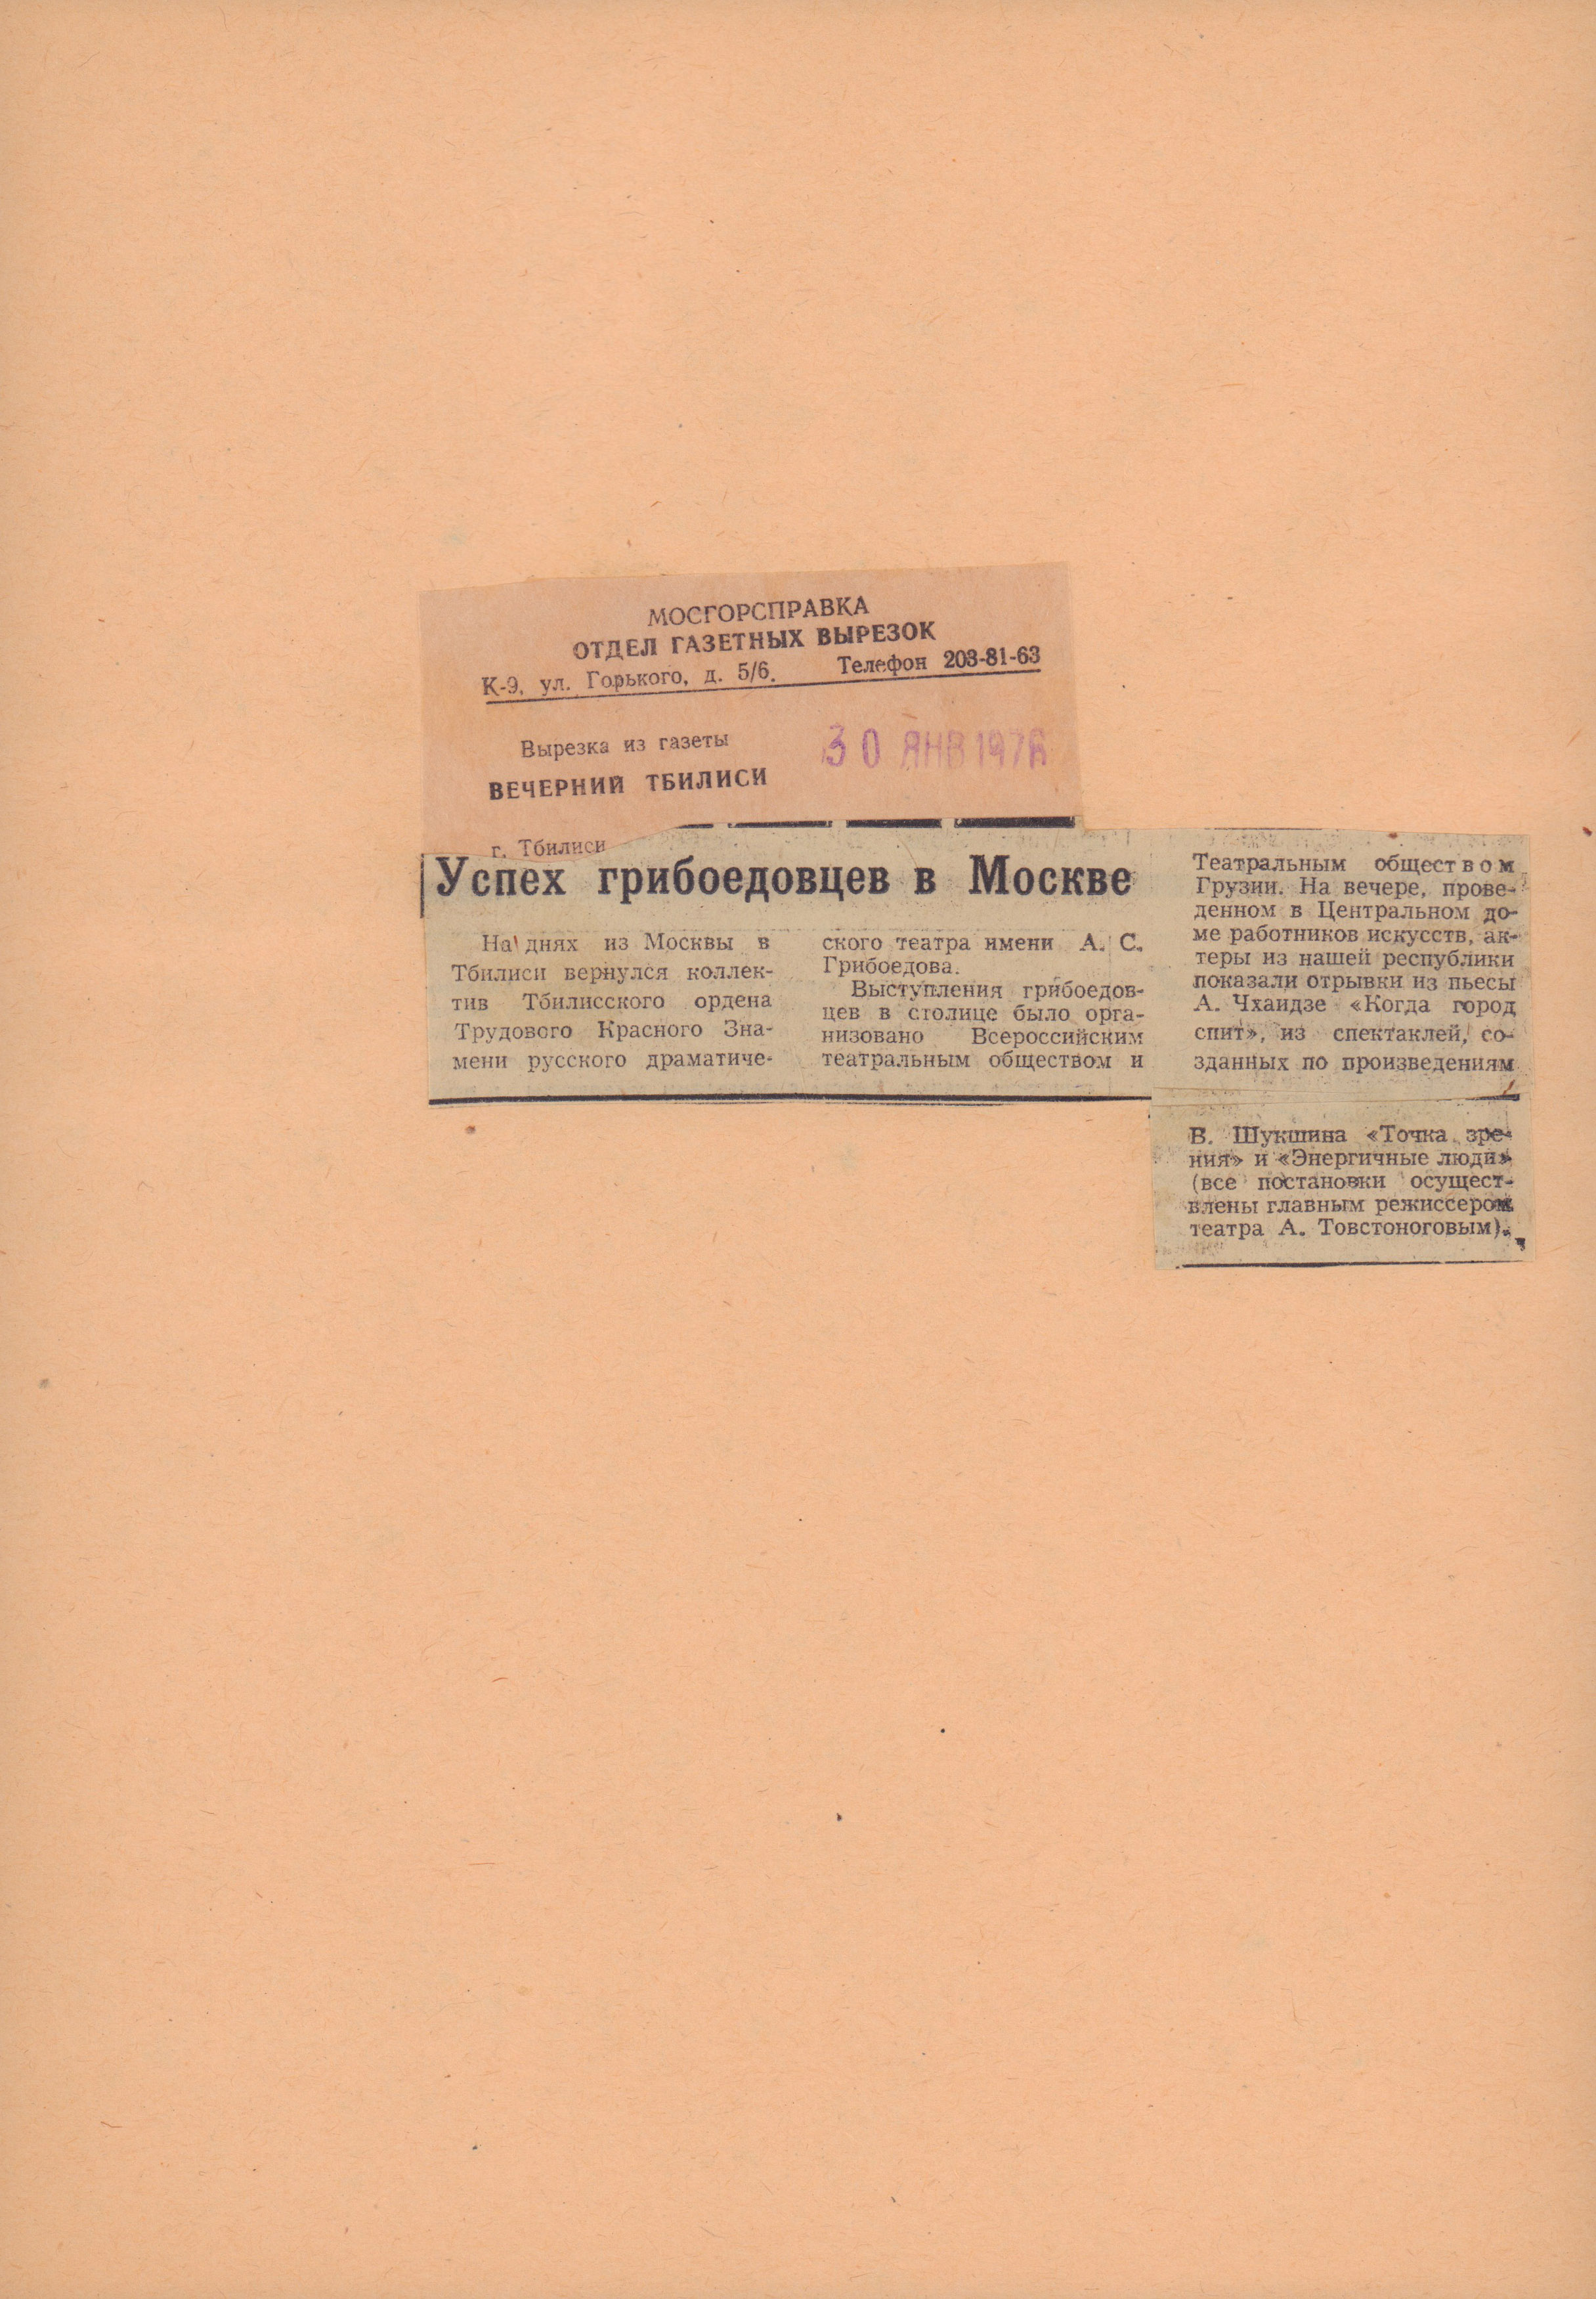 МОСГОРСПРАВКА
ОТДЕЛ ГАЗЕТНЫХ ВЫРЕЗОК
К-9, ул. Горького, д. 5/6. Телефон 203-81-63
Вырезка из газеты
ВЕЧЕРНИЙ ТБИЛИСИ
30 ЯНВ 1976
г. Тбилиси
Успех грибоедовцев в Москве
На днях из Москвы в
Тбилиси вернулся коллек-
тив Тбилисского ордена
Трудового Красного Зна-
мени русского драматиче-
ского театра имени А. С.
Грибоедова.
Выступления грибоедов-
цев в столице было орга-
низовано Всероссийским
театральным обществом и
Театральным обществом
Грузии. На вечере, прове-
денном в Центральном до-
ме работников искусств, ак-
теры из нашей республики
показали отрывки из пьесы
А. Чхаидзе «Когда город
спит», из спектаклей, со-
зданных по произведениям
В. Шукшина «Точка зре-
ния» и «Энергичные люди»
(все постановки осущест-
влены главным режиссером
театра А. Товстоноговым).